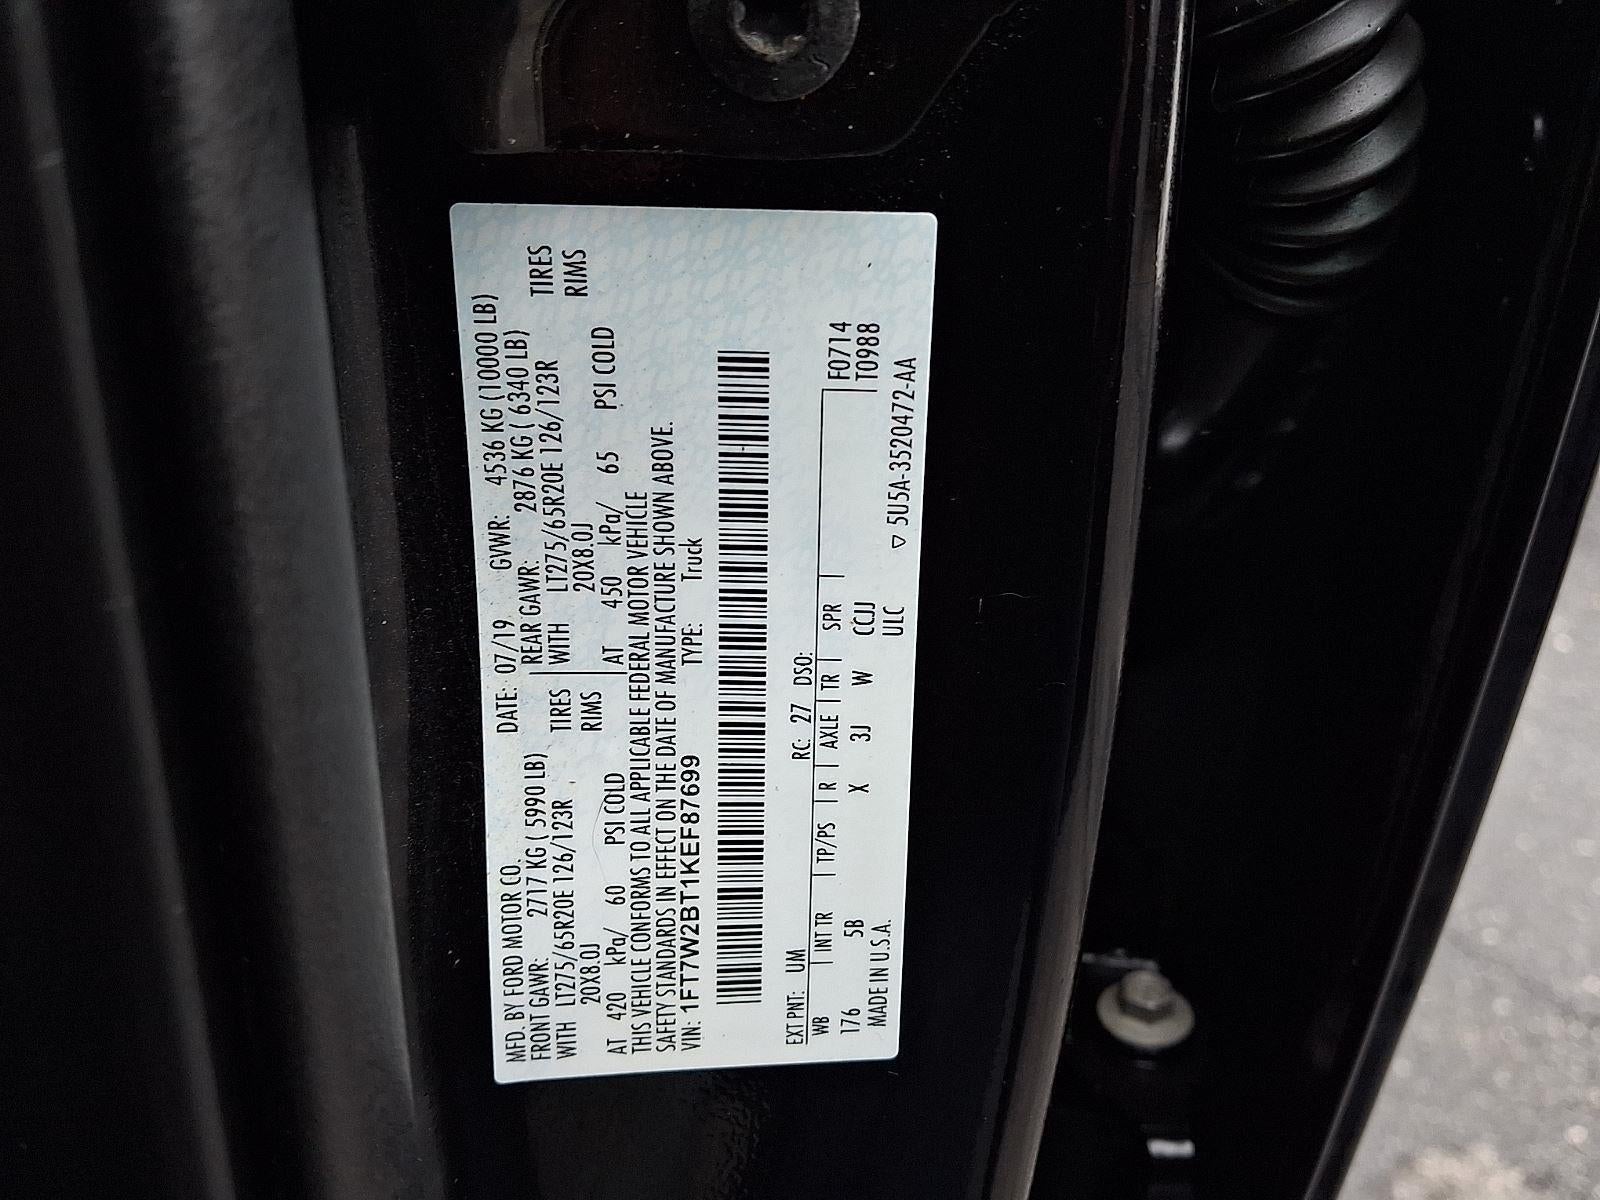 MFD. BY FORD MOTOR CO. DATE: 07/19 GVWR: 4536 KG (10000 LB)
FRONT GAWR: 2717 KG ( 5990 LB) REAR GAWR: 2876 KG ( 6340 LB)
WITH LT275/65R20E 126/123R TIRES WITH LT275/65R20E 126/123R TIRES
20X8.0J RIMS 20X8.0J RIMS
AT 420 kPa/ 60 PSI COLD AT 450 kPa/ 65 PSI COLD
THIS VEHICLE CONFORMS TO ALL APPLICABLE FEDERAL MOTOR VEHICLE
SAFETY STANDARDS IN EFFECT ON THE DATE OF MANUFACTURE SHOWN ABOVE.
VIN: 1FT7W2BT1KEF87699 TYPE: Truck
EXT PNT: UM RC: 27 DSO:
WB INT TR TP/PS R AXLE TR SPR F0714
176 5B X 3J W CCJJ T0988
MADE IN U.S.A. ULC ▽ 5U5A-3520472-AA